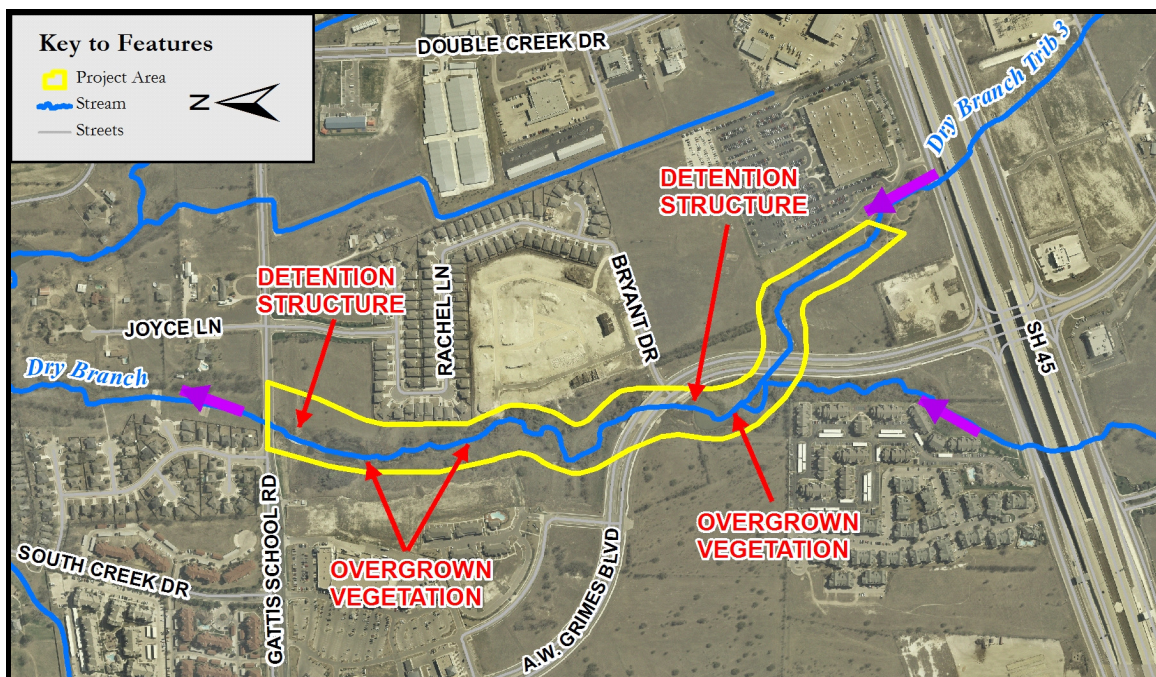 Key to Features
Project Area
Stream
Streets
N
DOUBLE CREEK DR
Dry Branch Trib 3
DETENTION
STRUCTURE
DETENTION
STRUCTURE
RACHEL LN
BRYANT DR
JOYCE LN
SH 45
Dry Branch
OVERGROWN
VEGETATION
OVERGROWN
VEGETATION
SOUTH CREEK DR
GATTIS SCHOOL RD
A.W. GRIMES BLVD